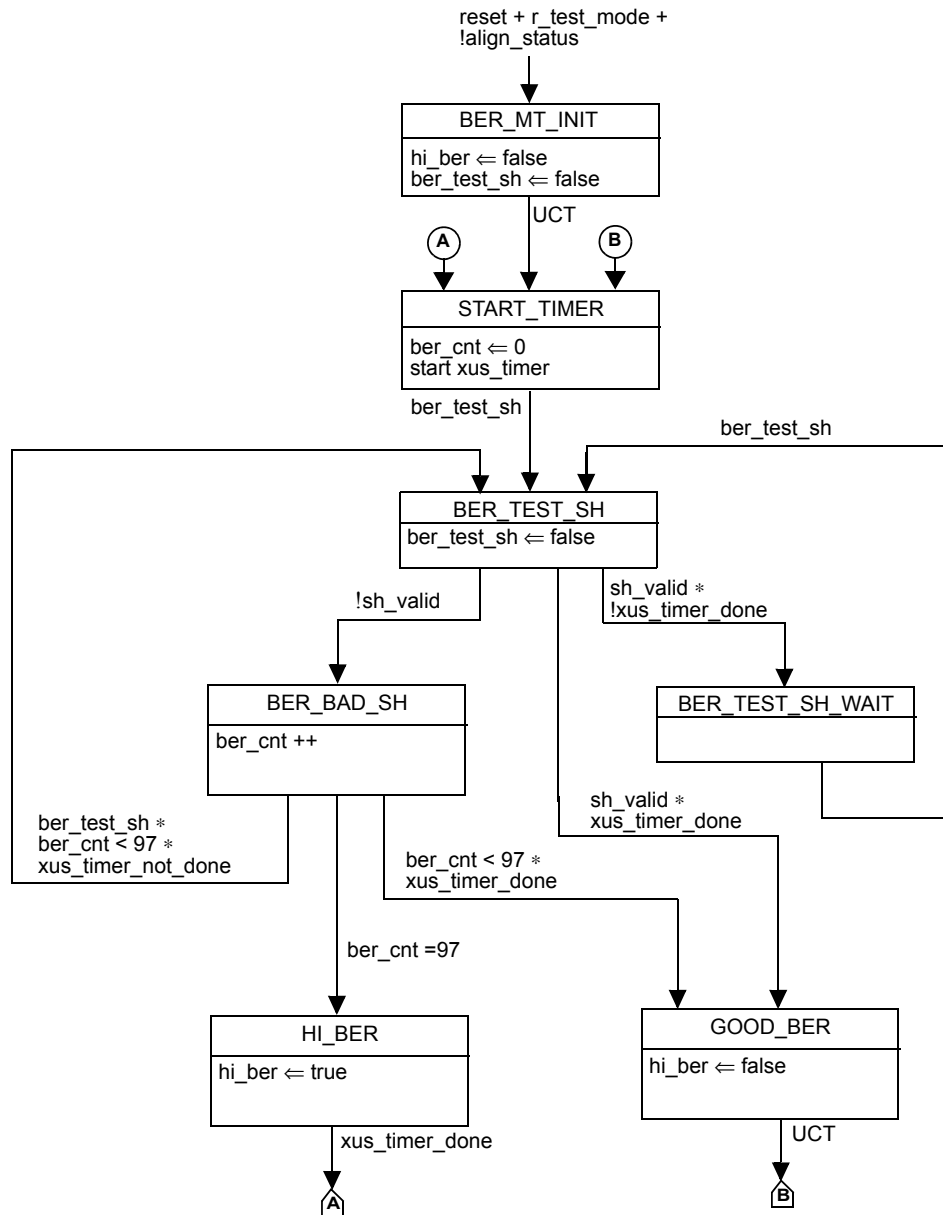 reset + r_test_mode +
!align_status
BER_MT_INIT
hi_ber ⇐ false
ber_test_sh ⇐ false
UCT
A
B
START_TIMER
ber_cnt ⇐ 0
start xus_timer
ber_test_sh
ber_test_sh
BER_TEST_SH
ber_test_sh ⇐ false
!sh_valid
sh_valid *
!xus_timer_done
BER_BAD_SH
ber_cnt ++
BER_TEST_SH_WAIT
ber_test_sh *
ber_cnt < 97 *
xus_timer_not_done
ber_cnt < 97 *
xus_timer_done
sh_valid *
xus_timer_done
ber_cnt =97
HI_BER
hi_ber ⇐ true
GOOD_BER
hi_ber ⇐ false
xus_timer_done
UCT
A
B